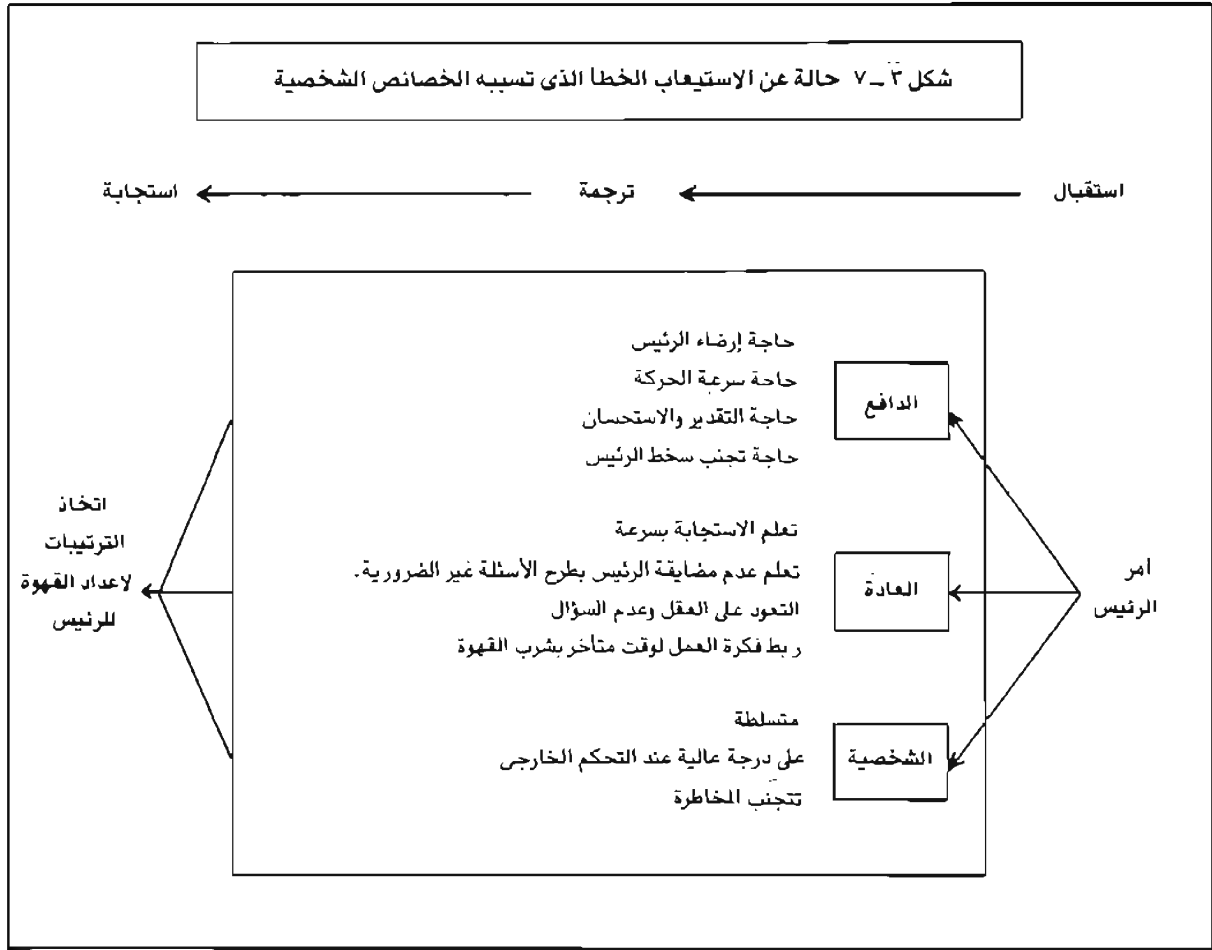 شكل ٣ – ٧ حالة عن الاستيعاب الخطأ الذى تسببه الخصائص الشخصية
استقبال
ترجمة
استجابة
أمر
الرئيس
الدافع
حاجة إرضاء الرئيس
حاحة سرعة الحركة
حاجة التقدير والاستحسان
حاجة تجنب سخط الرئيس
العادة
تعلم الاستجابة بسرعة
تعلم عدم مضايقة الرئيس بطرح الأسئلة غير الضرورية.
التعود على العقل وعدم السؤال
ربط فكرة العمل لوقت متأخر بشرب القهوة
الشخصية
متسلطة
على درجة عالية عند التحكم الخارجى
تتجنب المخاطرة
اتخاذ
الترتيبات
لاعداد القهوة
للرئيس